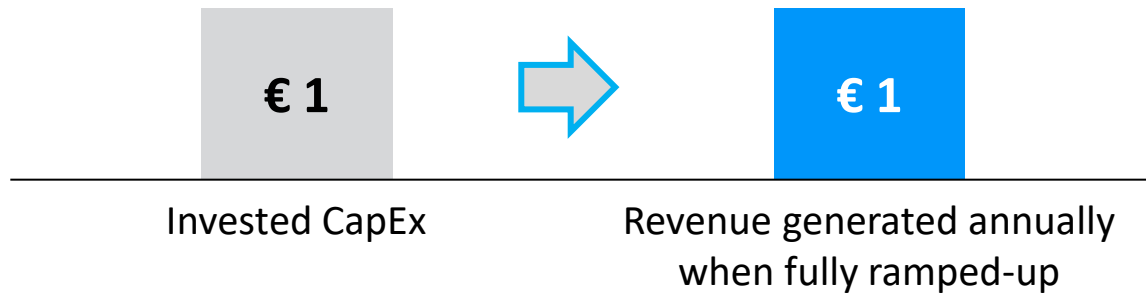 € 1
€ 1
Invested CapEx
Revenue generated annually
when fully ramped-up